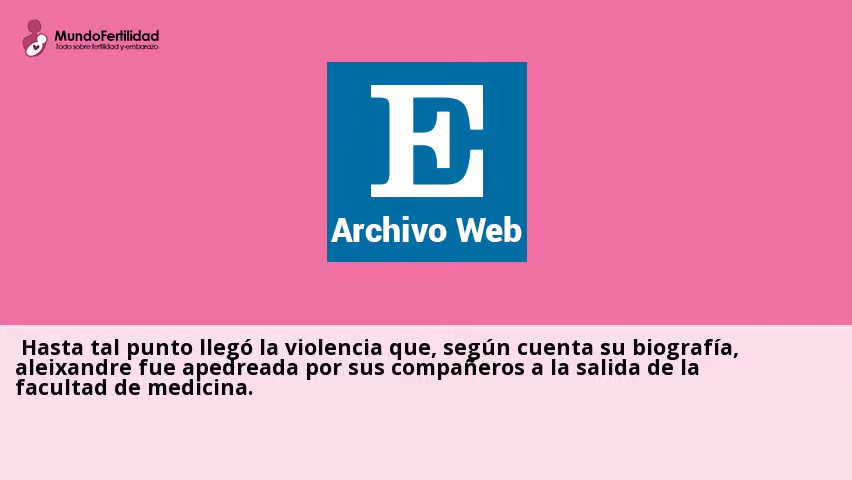 MundoFertilidad
Todo sobre fertilidad y embarazo
E
Archivo Web
Hasta tal punto llegó la violencia que, según cuenta su biografía,
aleixandre fue apedreada por sus compañeros a la salida de la
facultad de medicina.